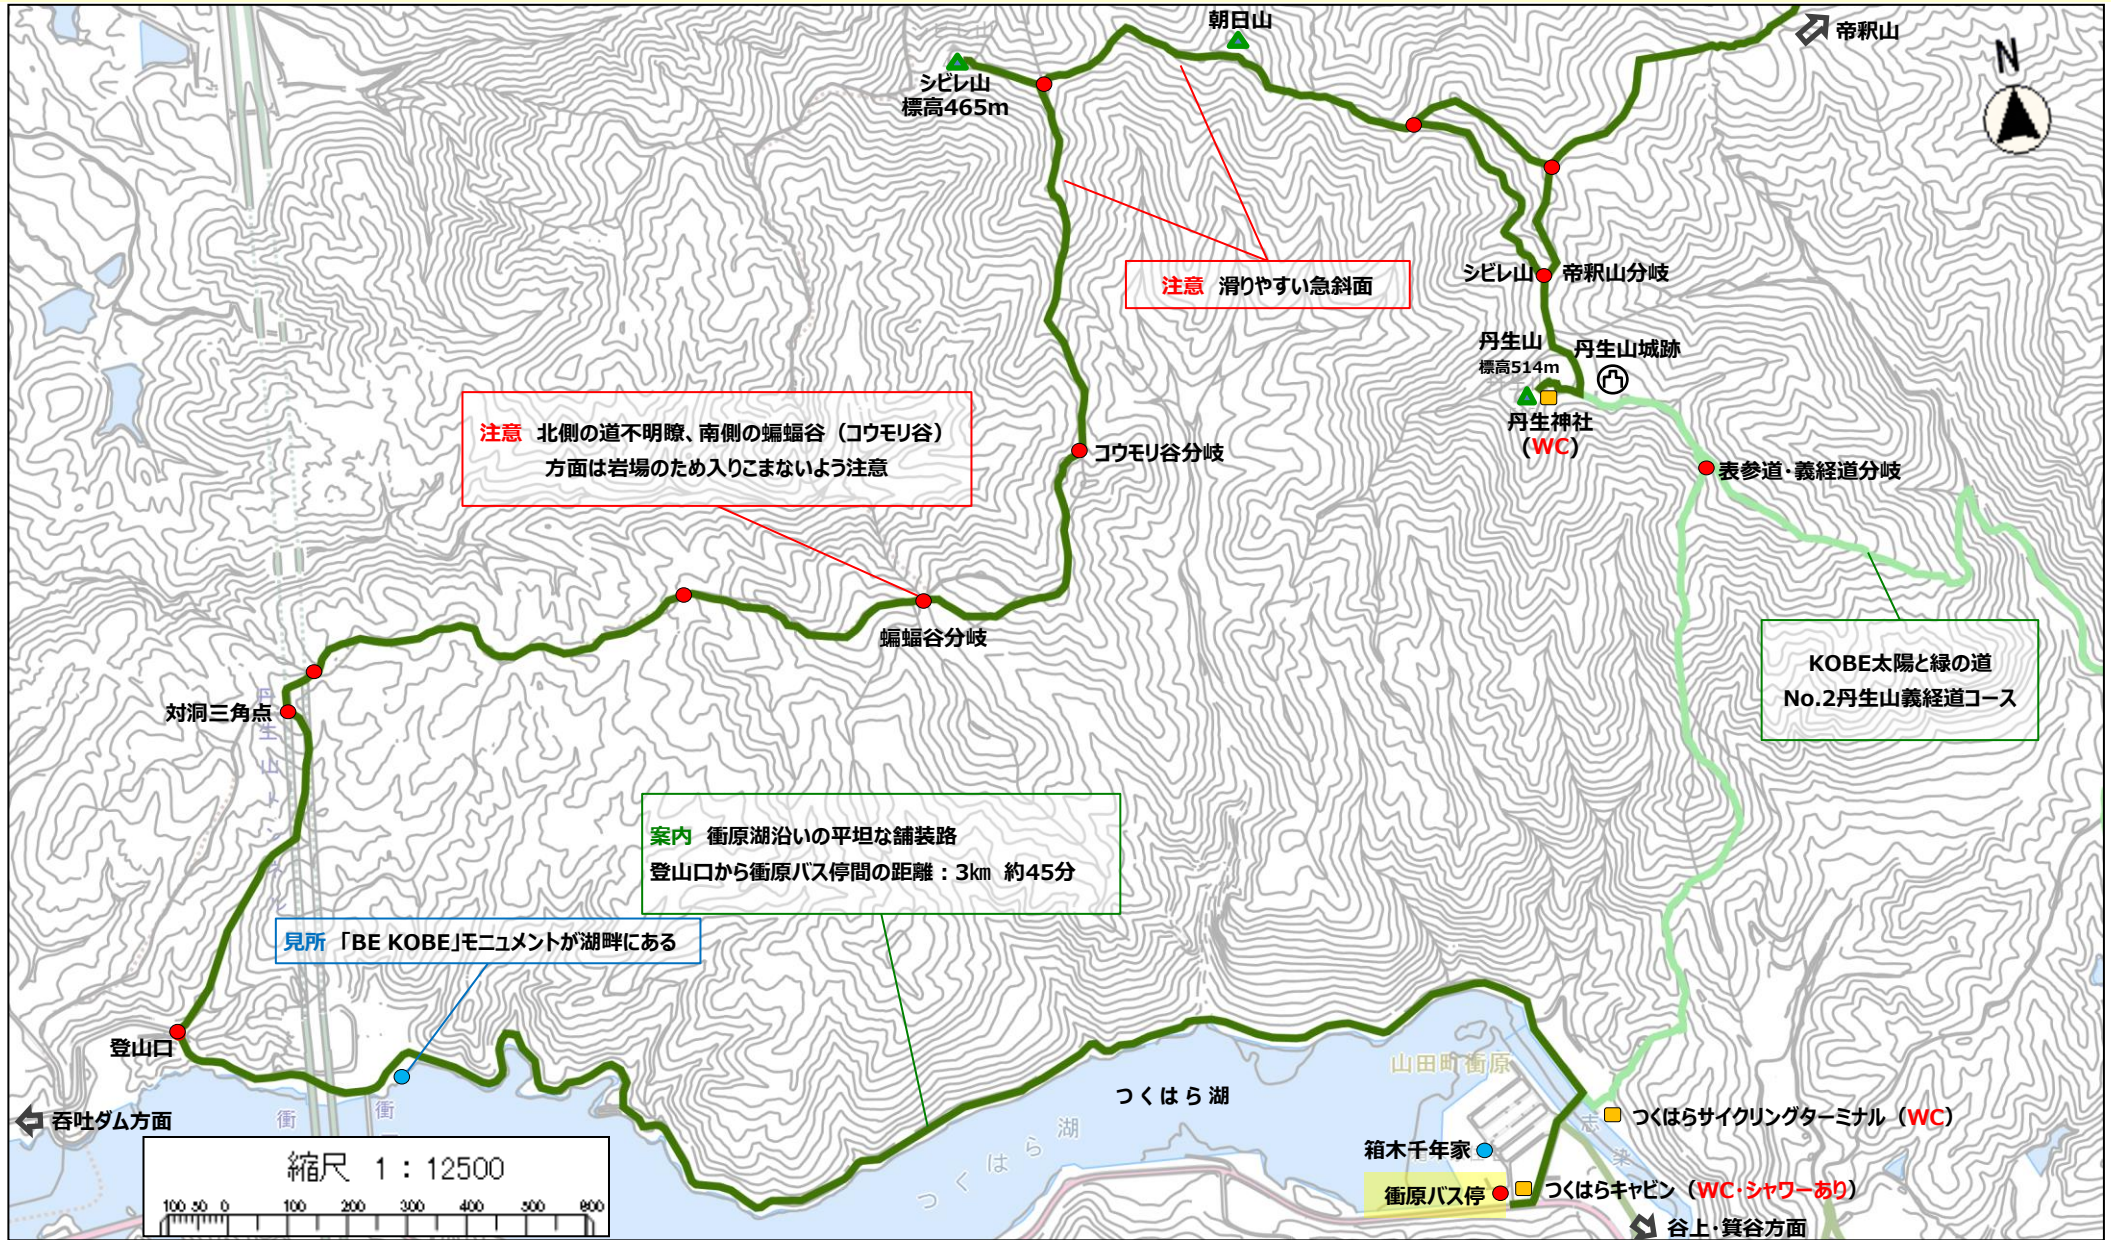 朝日山
帝釈山
N
シビレ山
標高465m
注意 滑りやすい急斜面
シビレ山
帝釈山分岐
丹生山
標高514m
丹生山城跡
丹生神社
（WC）
注意 北側の道不明瞭、南側の蝙蝠谷（コウモリ谷）
方面は岩場のため入りこまないよう注意
コウモリ谷分岐
表参道・義経道分岐
蝙蝠谷分岐
KOBE太陽と緑の道
No.2丹生山義経道コース
対洞三角点
案内 衝原湖沿いの平坦な舗装路
登山口から衝原バス停間の距離：3㎞ 約45分
見所 「BE KOBE」モニュメントが湖畔にある
登山口
呑吐ダム方面
衝
衝
山田町衝原
つくはら湖
つくはら湖
志
染
つくはらサイクリングターミナル（WC）
箱木千年家
衝原バス停
つくはらキャビン（WC・シャワーあり）
谷上・箕谷方面
縮尺 1：12500
100 50 0 100 200 300 400 500 600